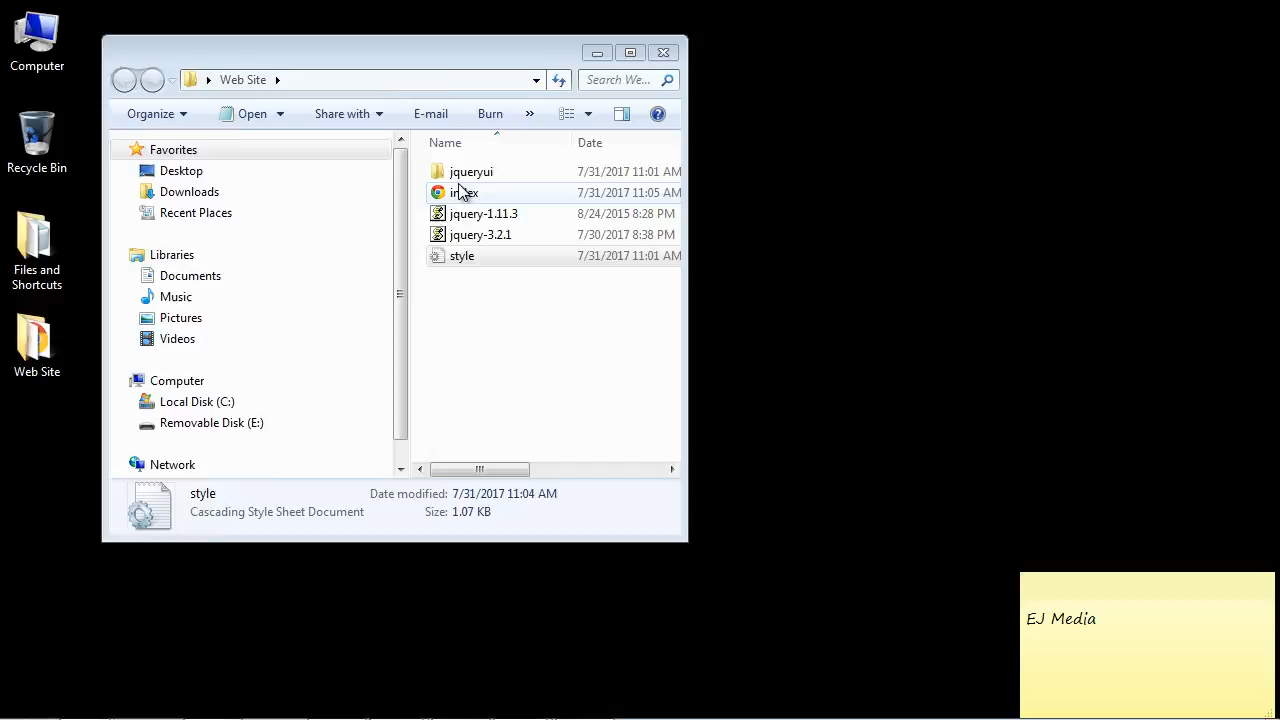 Computer
Recycle Bin
Files and
Shortcuts
Web Site
Web Site
Search We...
Organize
Open
Share with
E-mail
Burn
»
Favorites
Desktop
Downloads
Recent Places
Libraries
Documents
Music
Pictures
Videos
Computer
Local Disk (C:)
Removable Disk (E:)
Network
Name Date
jqueryui 7/31/2017 11:01 AM
index 7/31/2017 11:05 AM
jquery-1.11.3 8/24/2015 8:28 PM
jquery-3.2.1 7/30/2017 8:38 PM
style 7/31/2017 11:01 AM
style Date modified: 7/31/2017 11:04 AM
Cascading Style Sheet Document Size: 1.07 KB
EJ Media